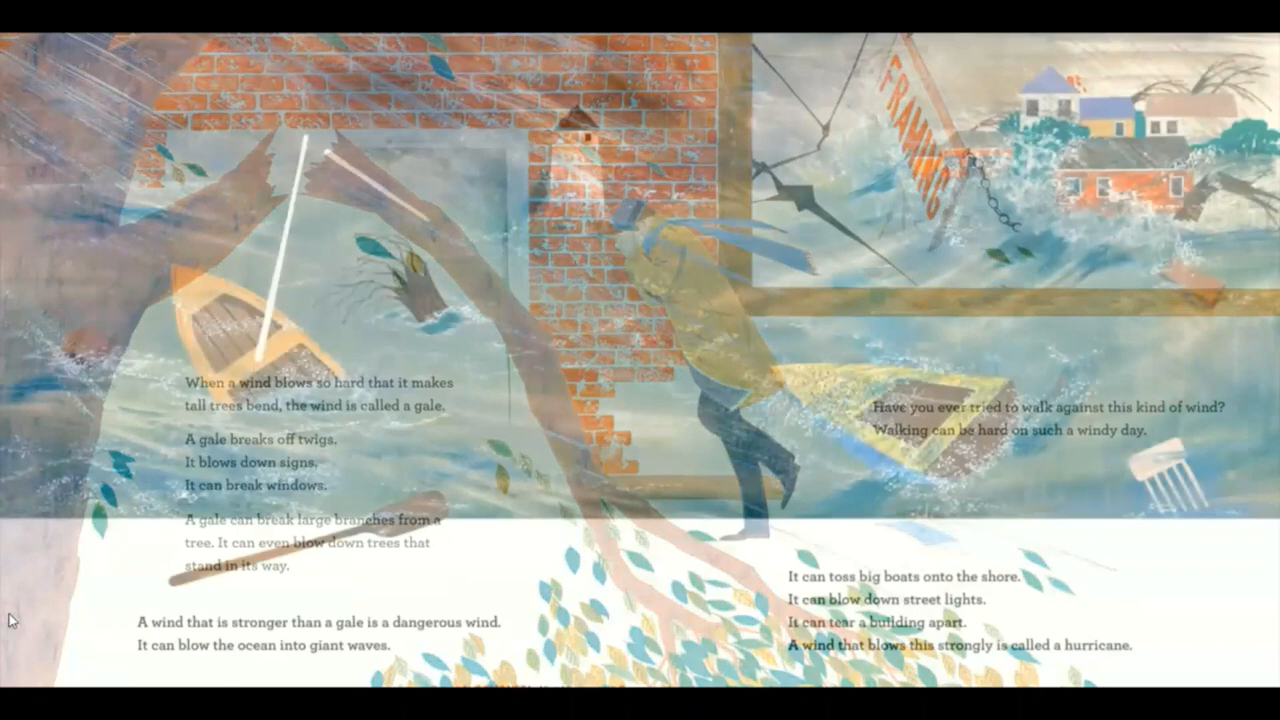 FRAMING
When a wind blows so hard that it makes
tall trees bend, the wind is called a gale.
A gale breaks off twigs.
It blows down signs.
It can break windows.
A gale can break large branches from a
tree. It can even blow down trees that
stand in its way.
Have you ever tried to walk against this kind of wind?
Walking can be hard on such a windy day.
A wind that is stronger than a gale is a dangerous wind.
It can blow the ocean into giant waves.
It can toss big boats onto the shore.
It can blow down street lights.
It can tear a building apart.
A wind that blows this strongly is called a hurricane.